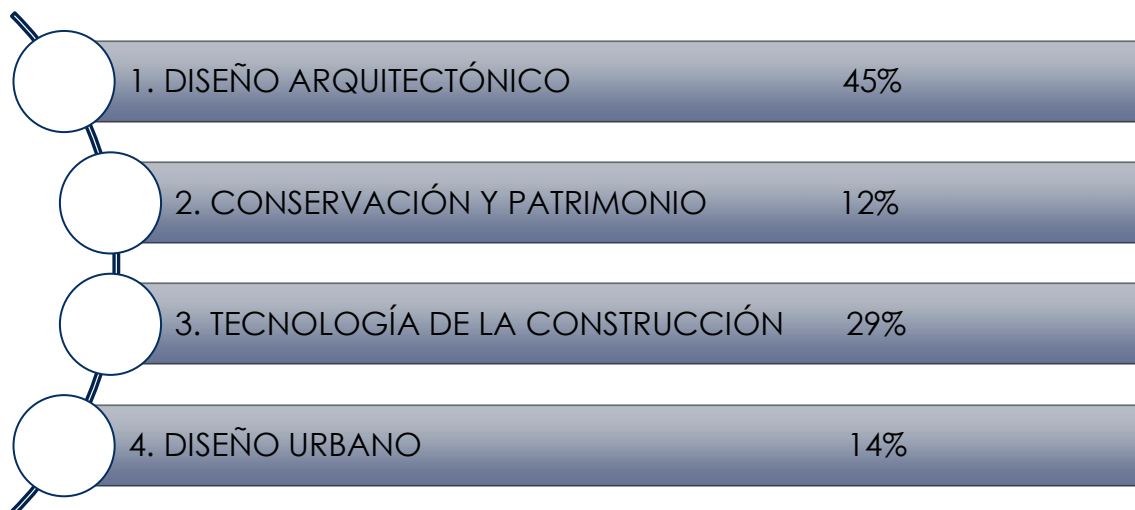 1. DISEÑO ARQUITECTÓNICO 45%
2. CONSERVACIÓN Y PATRIMONIO 12%
3. TECNOLOGÍA DE LA CONSTRUCCIÓN 29%
4. DISEÑO URBANO 14%